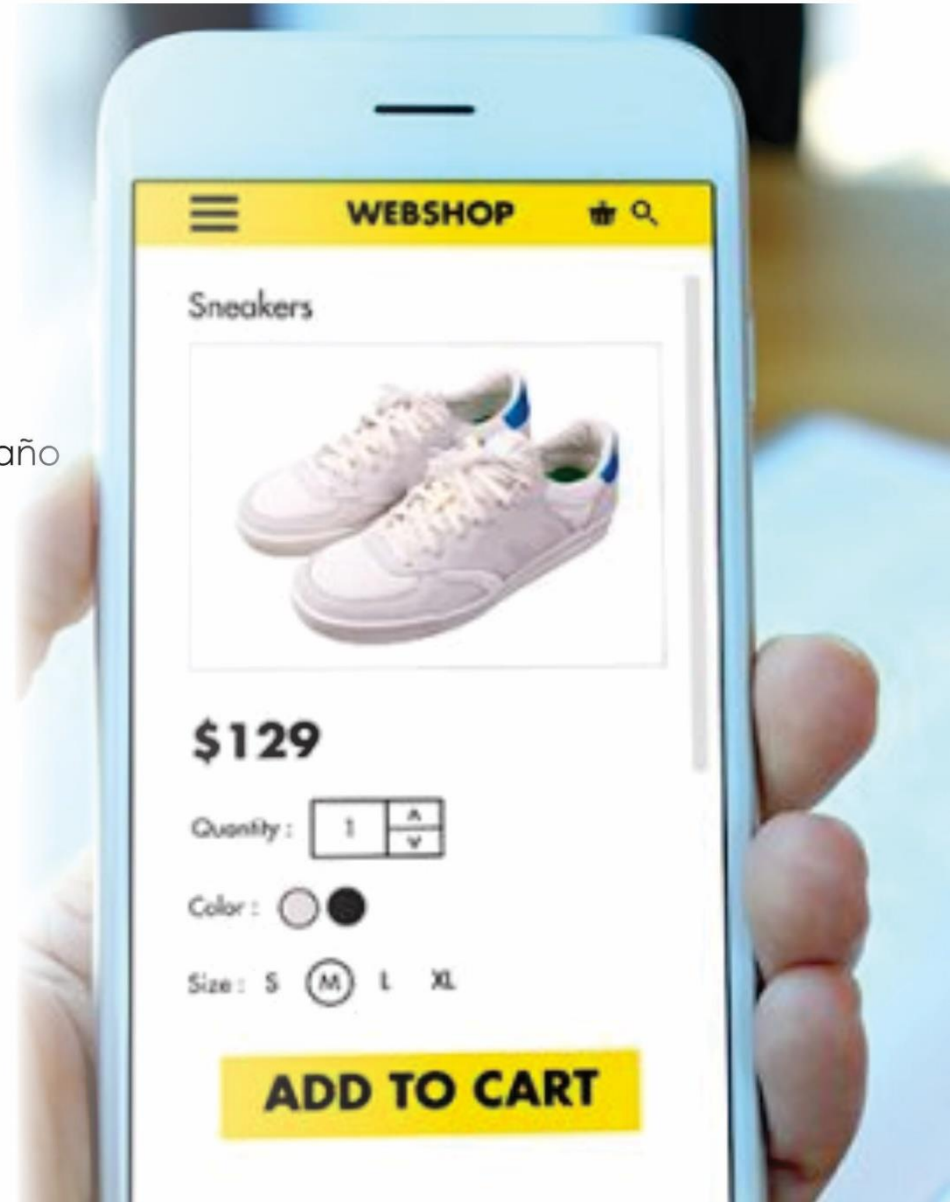 WEBSHOP
Sneakers
año
$129
Quantity : 1
Color :
Size : S M L XL
ADD TO CART